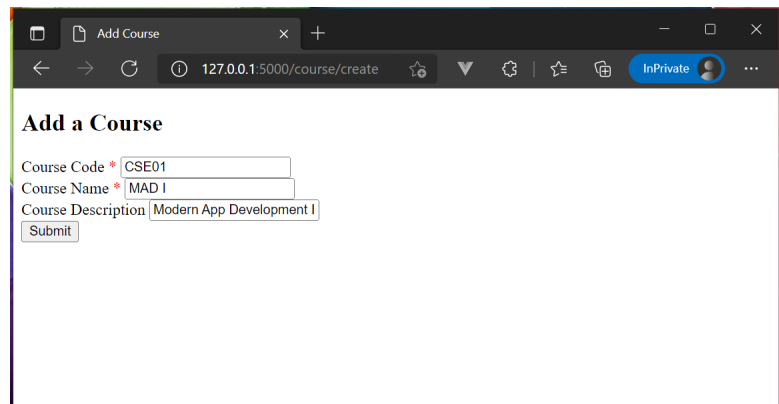 Add Course
127.0.0.1:5000/course/create
InPrivate
Add a Course
Course Code * CSE01
Course Name * MAD I
Course Description Modern App Development I
Submit